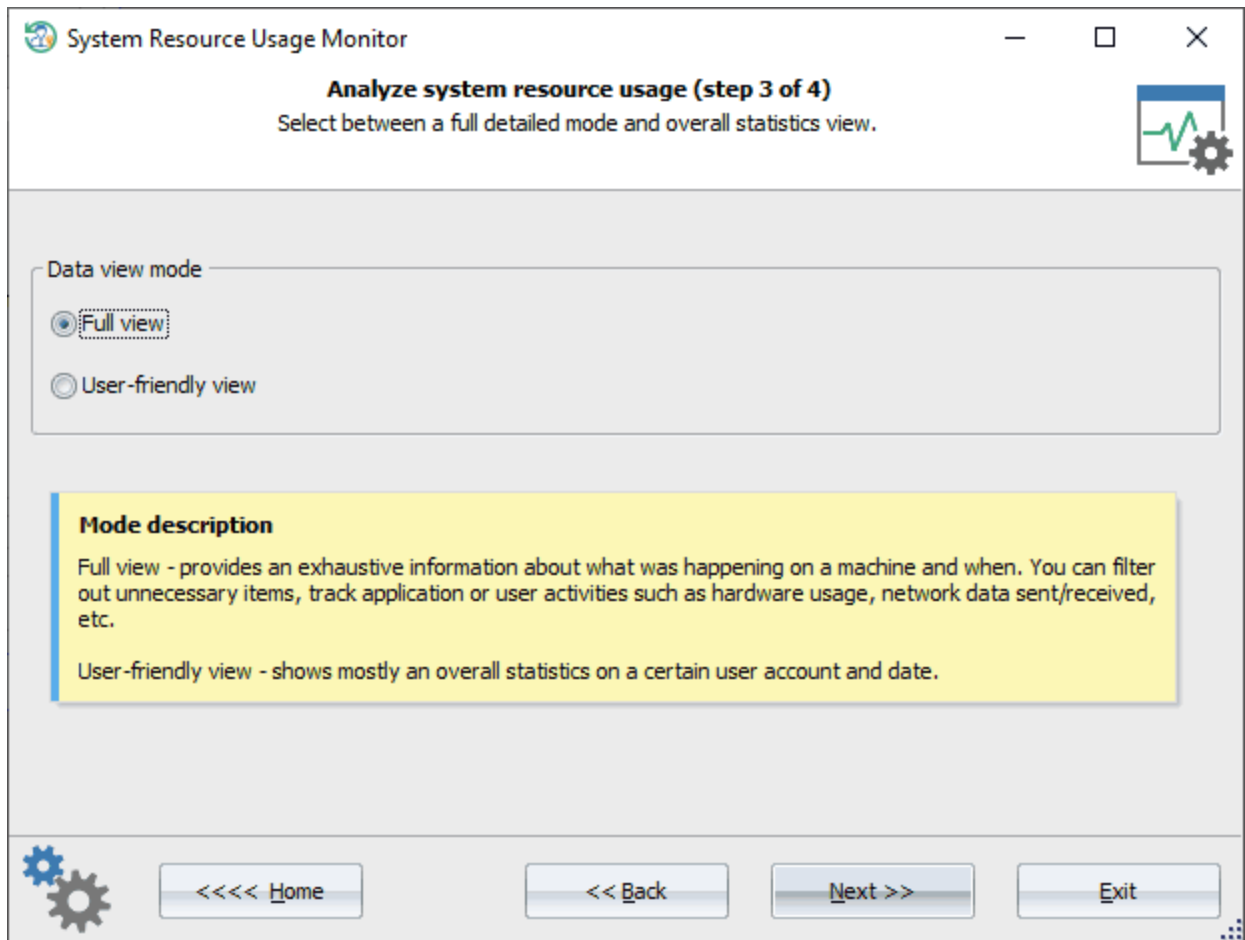 System Resource Usage Monitor
Analyze system resource usage (step 3 of 4)
Select between a full detailed mode and overall statistics view.
Data view mode
Full view
User-friendly view
Mode description
Full view - provides an exhaustive information about what was happening on a machine and when. You can filter
out unnecessary items, track application or user activities such as hardware usage, network data sent/received,
etc.
User-friendly view - shows mostly an overall statistics on a certain user account and date.
<<<< Home
<< Back
Next >>
Exit